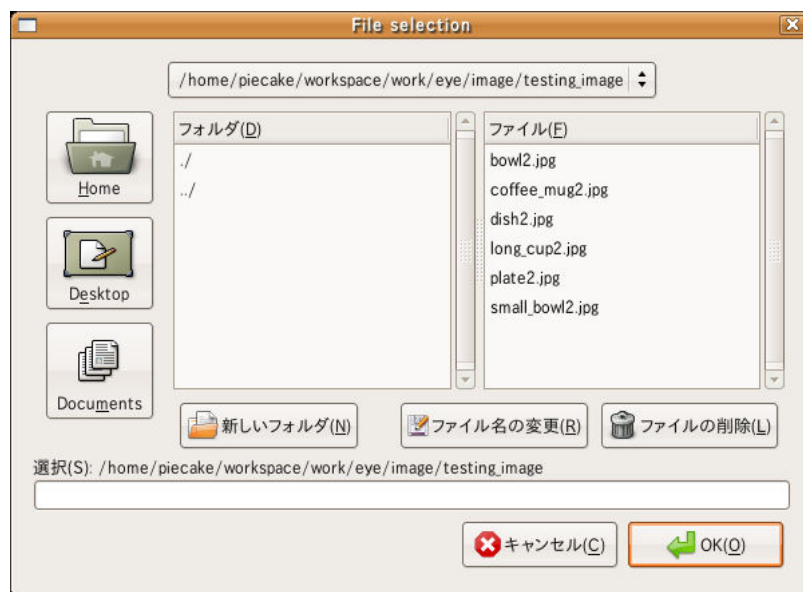 File selection
/home/piecake/workspace/work/eye/image/testing_image
Home
Desktop
Documents
フォルダ(D)
./
../
ファイル(F)
bowl2.jpg
coffee_mug2.jpg
dish2.jpg
long_cup2.jpg
plate2.jpg
small_bowl2.jpg
新しいフォルダ(N)
ファイル名の変更(R)
ファイルの削除(L)
選択(S): /home/piecake/workspace/work/eye/image/testing_image
キャンセル(C)
OK(O)